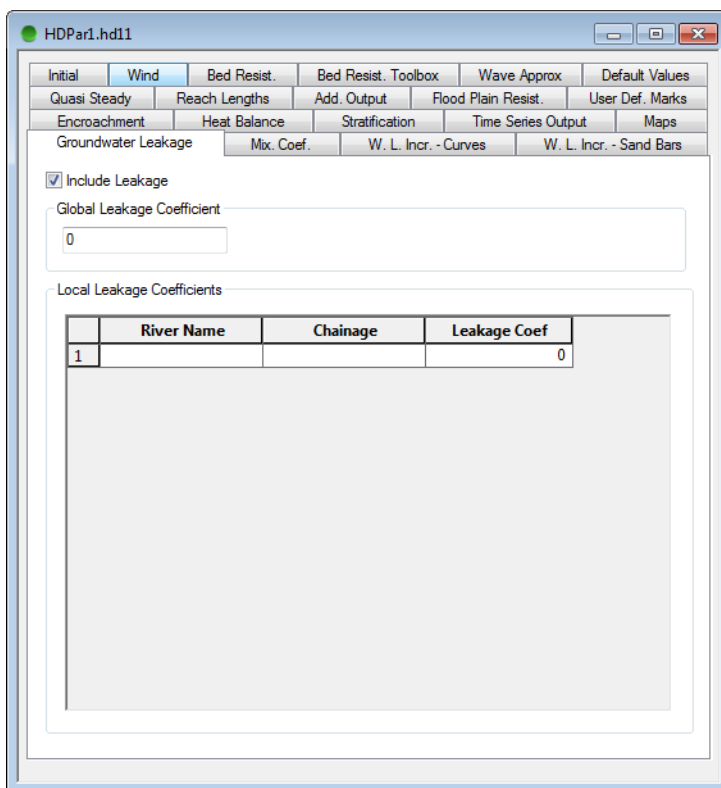 HDPar1.hd11
Initial Wind Bed Resist. Bed Resist. Toolbox Wave Approx Default Values
Quasi Steady Reach Lengths Add. Output Flood Plain Resist. User Def. Marks
Encroachment Heat Balance Stratification Time Series Output Maps
Groundwater Leakage Mix. Coef. W. L. Incr. - Curves W. L. Incr. - Sand Bars
Include Leakage
Global Leakage Coefficient
0
Local Leakage Coefficients
River Name Chainage Leakage Coef
1 0